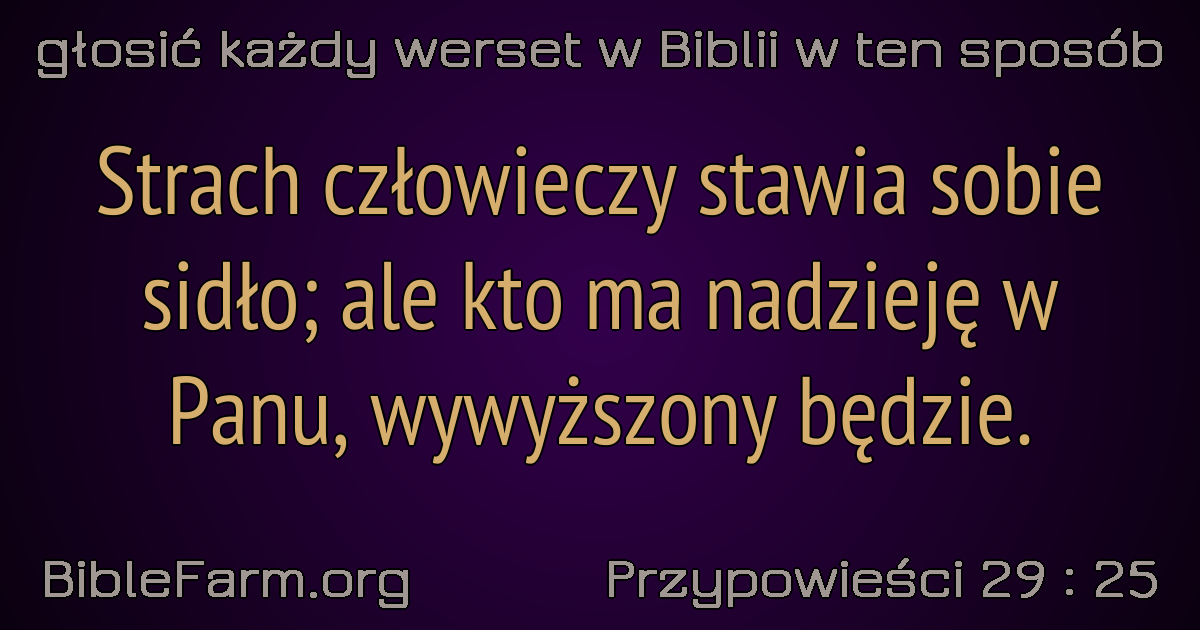 głosić każdy werset w Biblii w ten sposób
Strach człowieczy stawia sobie
sidło; ale kto ma nadzieję w
Panu, wywyższony będzie.
BibleFarm.org
Przypowieści 29 : 25